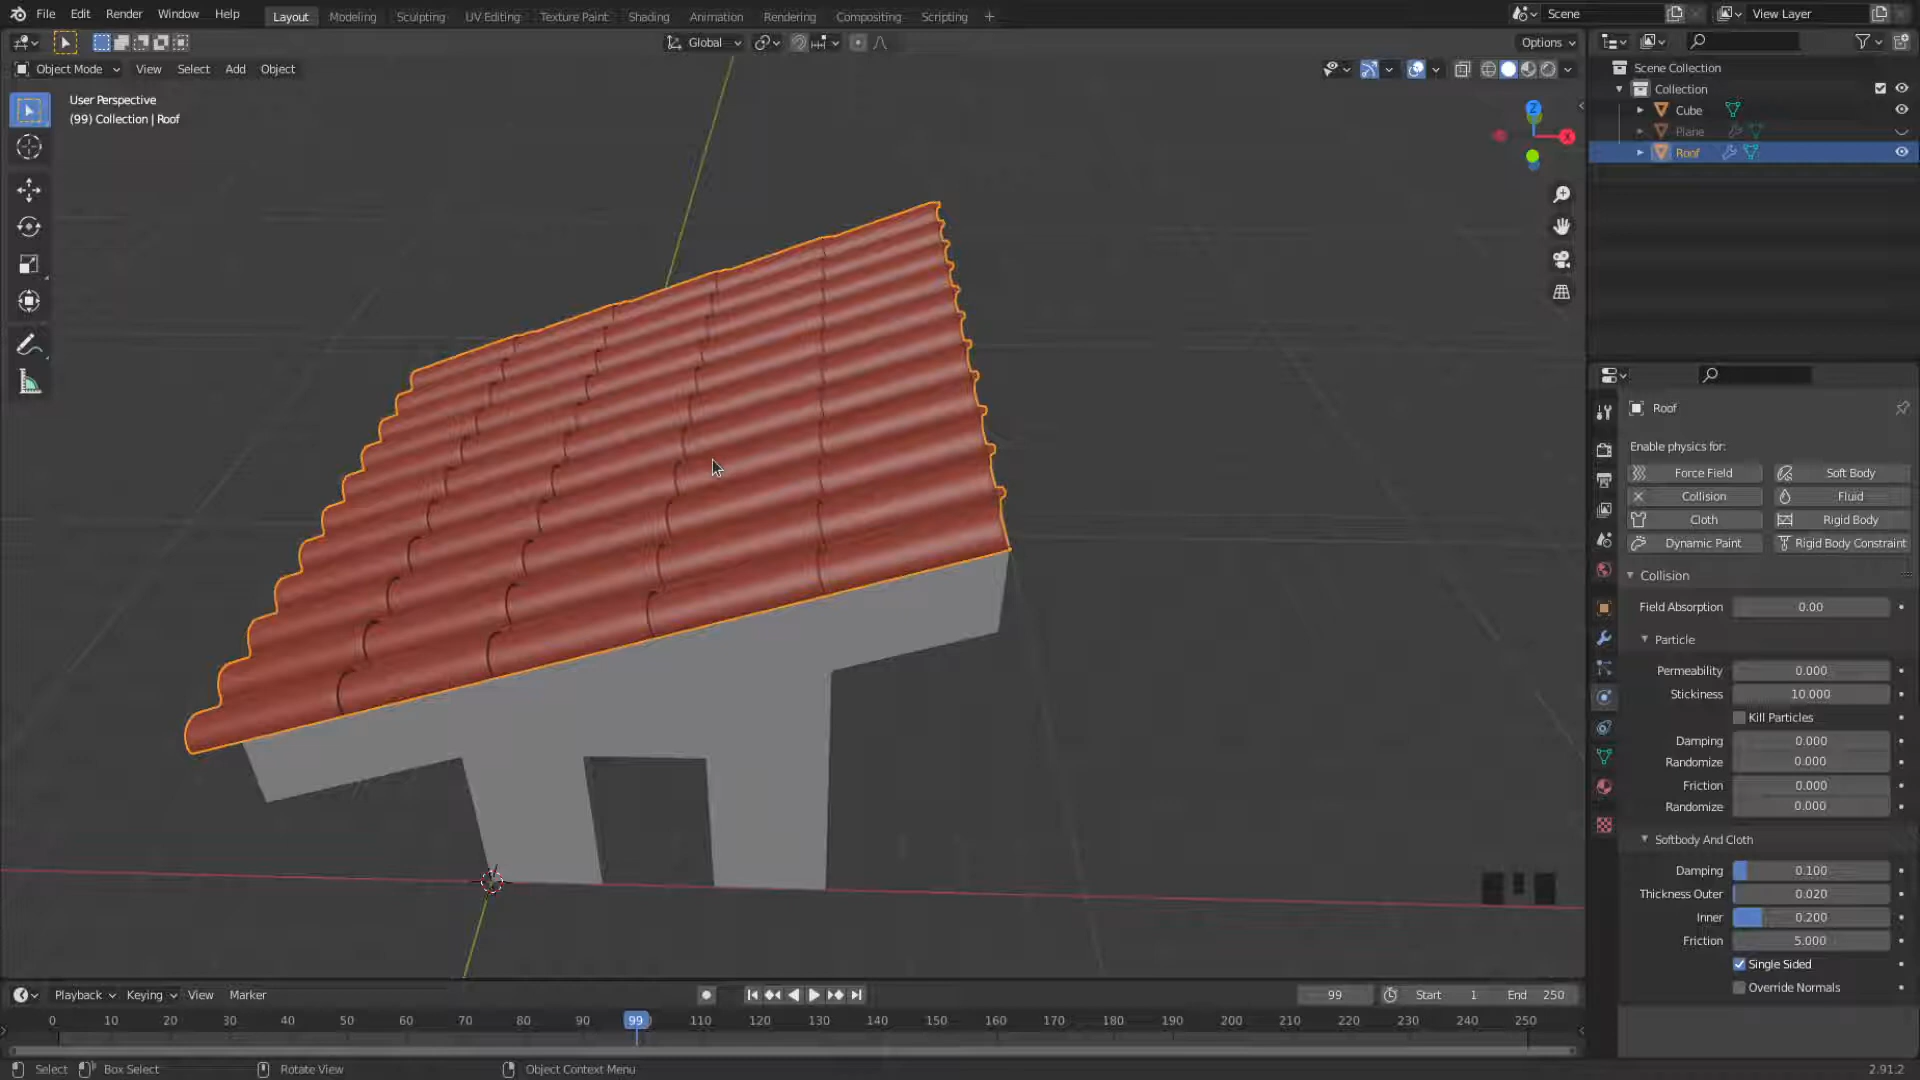 File Edit Render Window Help Layout Modeling Sculpting UV Editing Texture Paint Shading Animation Rendering Compositing Scripting Scene View Layer
Global Options
Object Mode View Select Add Object
User Perspective
(99) Collection | Roof
Z
X
Scene Collection
Collection
Cube
Plane
Roof
Roof
Enable physics for:
Force Field Soft Body
Collision Fluid
Cloth Rigid Body
Dynamic Paint Rigid Body Constraint
Collision
Field Absorption 0.00
Particle
Permeability 0.000
Stickiness 10.000
Kill Particles
Damping 0.000
Randomize 0.000
Friction 0.000
Randomize 0.000
Softbody And Cloth
Damping 0.100
Thickness Outer 0.020
Inner 0.200
Friction 5.000
Single Sided
Override Normals
Playback Keying View Marker 99 Start 1 End 250
0 10 20 30 40 50 60 70 80 99 110 120 130 140 150 160 170 180 190 200 210 220 230 240 250
Select Box Select Rotate View Object Context Menu 2.91.2